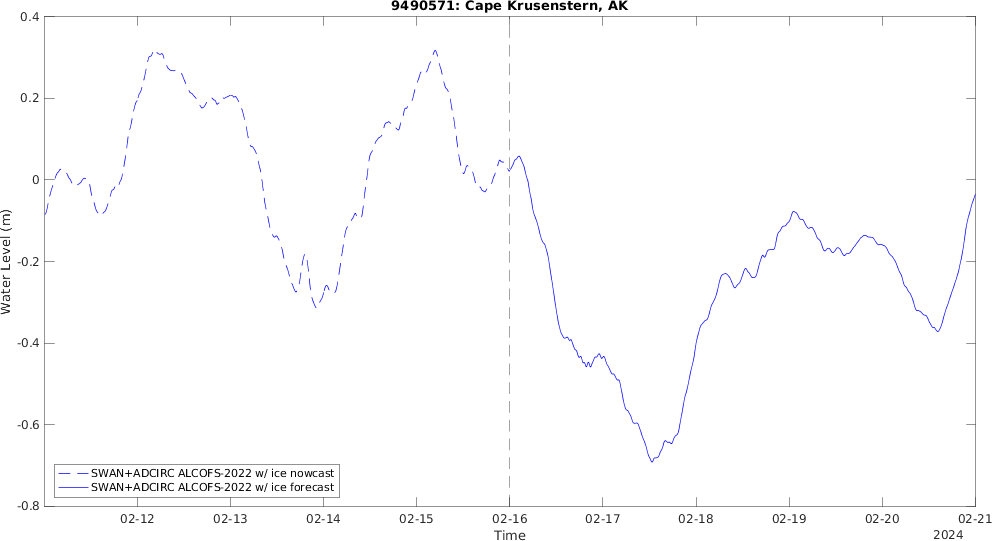 9490571: Cape Krusenstern, AK
0.4
0.2
0
-0.2
-0.4
-0.6
-0.8
Water Level (m)
SWAN+ADCIRC ALCOFS-2022 w/ ice nowcast
SWAN+ADCIRC ALCOFS-2022 w/ ice forecast
02-12 02-13 02-14 02-15 02-16 02-17 02-18 02-19 02-20 02-21
Time
2024